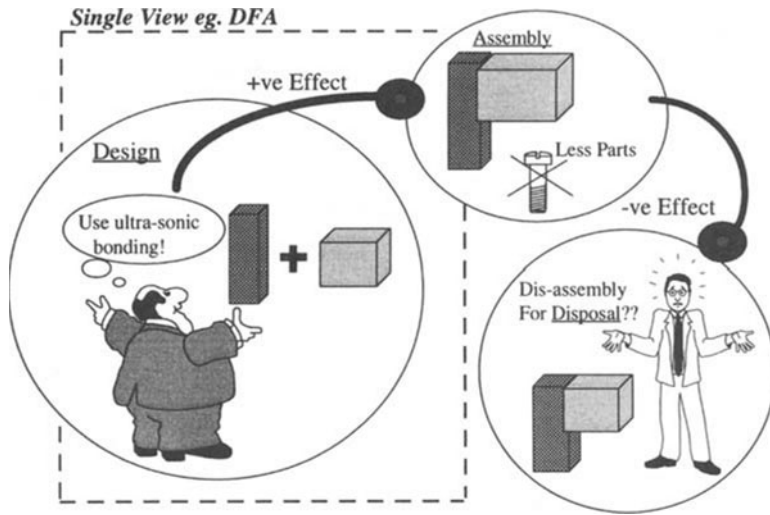 Single View eg. DFA
Assembly
+ve Effect
Design
Less Parts
Use ultra-sonic
bonding!
-ve Effect
Dis-assembly
For Disposal??